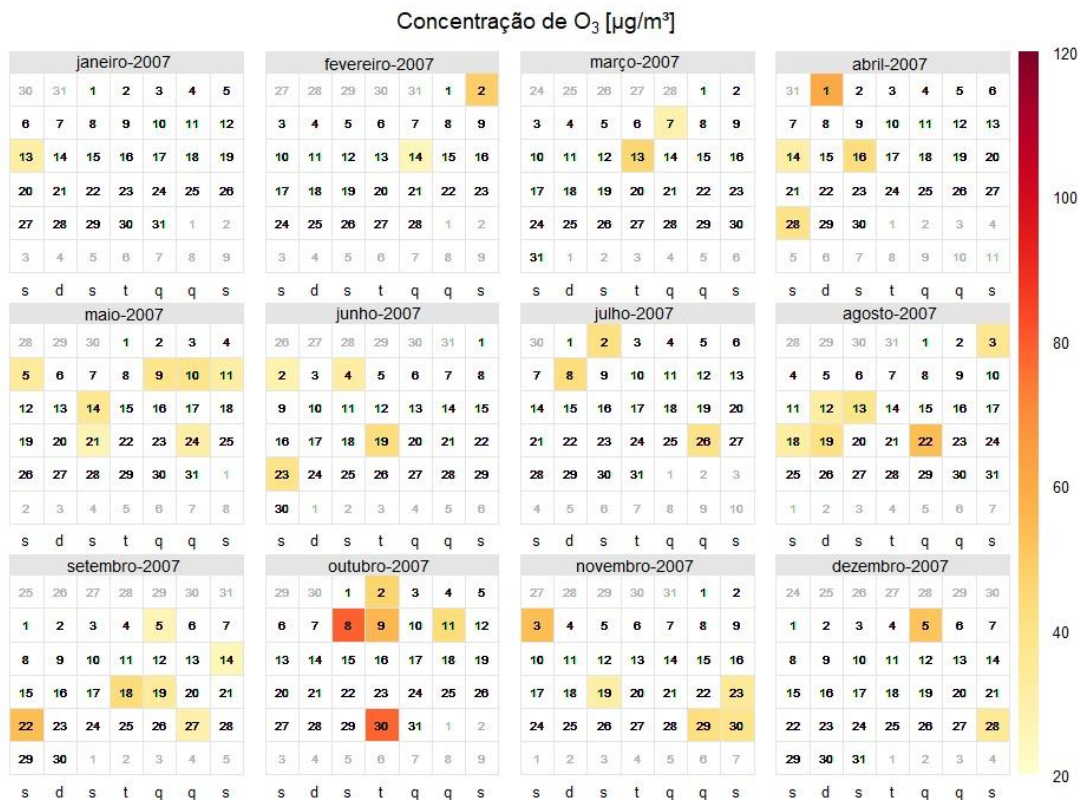 Concentração de O₃ [µg/m³]
janeiro-2007
30 31 1 2 3 4 5
6 7 8 9 10 11 12
13 14 15 16 17 18 19
20 21 22 23 24 25 26
27 28 29 30 31 1 2
3 4 5 6 7 8 9
s d s t q q s
fevereiro-2007
27 28 29 30 31 1 2
3 4 5 6 7 8 9
10 11 12 13 14 15 16
17 18 19 20 21 22 23
24 25 26 27 28 1 2
3 4 5 6 7 8 9
s d s t q q s
março-2007
24 25 26 27 28 1 2
3 4 5 6 7 8 9
10 11 12 13 14 15 16
17 18 19 20 21 22 23
24 25 26 27 28 29 30
31 1 2 3 4 5 6
s d s t q q s
abril-2007
31 1 2 3 4 5 6
7 8 9 10 11 12 13
14 15 16 17 18 19 20
21 22 23 24 25 26 27
28 29 30 1 2 3 4
5 6 7 8 9 10 11
s d s t q q s
maio-2007
28 29 30 1 2 3 4
5 6 7 8 9 10 11
12 13 14 15 16 17 18
19 20 21 22 23 24 25
26 27 28 29 30 31 1
2 3 4 5 6 7 8
s d s t q q s
junho-2007
26 27 28 29 30 31 1
2 3 4 5 6 7 8
9 10 11 12 13 14 15
16 17 18 19 20 21 22
23 24 25 26 27 28 29
30 1 2 3 4 5 6
s d s t q q s
julho-2007
30 1 2 3 4 5 6
7 8 9 10 11 12 13
14 15 16 17 18 19 20
21 22 23 24 25 26 27
28 29 30 31 1 2 3
4 5 6 7 8 9 10
s d s t q q s
agosto-2007
28 29 30 31 1 2 3
4 5 6 7 8 9 10
11 12 13 14 15 16 17
18 19 20 21 22 23 24
25 26 27 28 29 30 31
1 2 3 4 5 6 7
s d s t q q s
setembro-2007
25 26 27 28 29 30 31
1 2 3 4 5 6 7
8 9 10 11 12 13 14
15 16 17 18 19 20 21
22 23 24 25 26 27 28
29 30 1 2 3 4 5
s d s t q q s
outubro-2007
29 30 1 2 3 4 5
6 7 8 9 10 11 12
13 14 15 16 17 18 19
20 21 22 23 24 25 26
27 28 29 30 31 1 2
3 4 5 6 7 8 9
s d s t q q s
novembro-2007
27 28 29 30 31 1 2
3 4 5 6 7 8 9
10 11 12 13 14 15 16
17 18 19 20 21 22 23
24 25 26 27 28 29 30
1 2 3 4 5 6 7
s d s t q q s
dezembro-2007
24 25 26 27 28 29 30
1 2 3 4 5 6 7
8 9 10 11 12 13 14
15 16 17 18 19 20 21
22 23 24 25 26 27 28
29 30 31 1 2 3 4
s d s t q q s
120
100
80
60
40
20